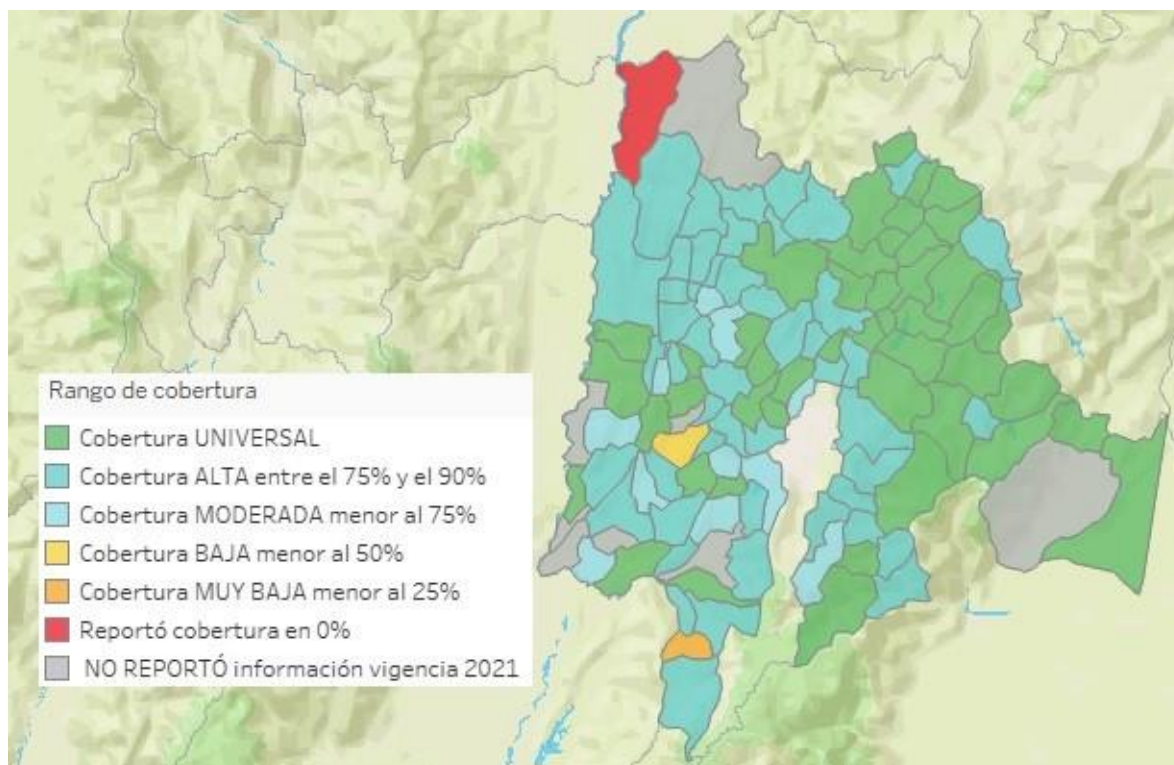 Rango de cobertura
Cobertura UNIVERSAL
Cobertura ALTA entre el 75% y el 90%
Cobertura MODERADA menor al 75%
Cobertura BAJA menor al 50%
Cobertura MUY BAJA menor al 25%
Reportó cobertura en 0%
NO REPORTÓ información vigencia 2021